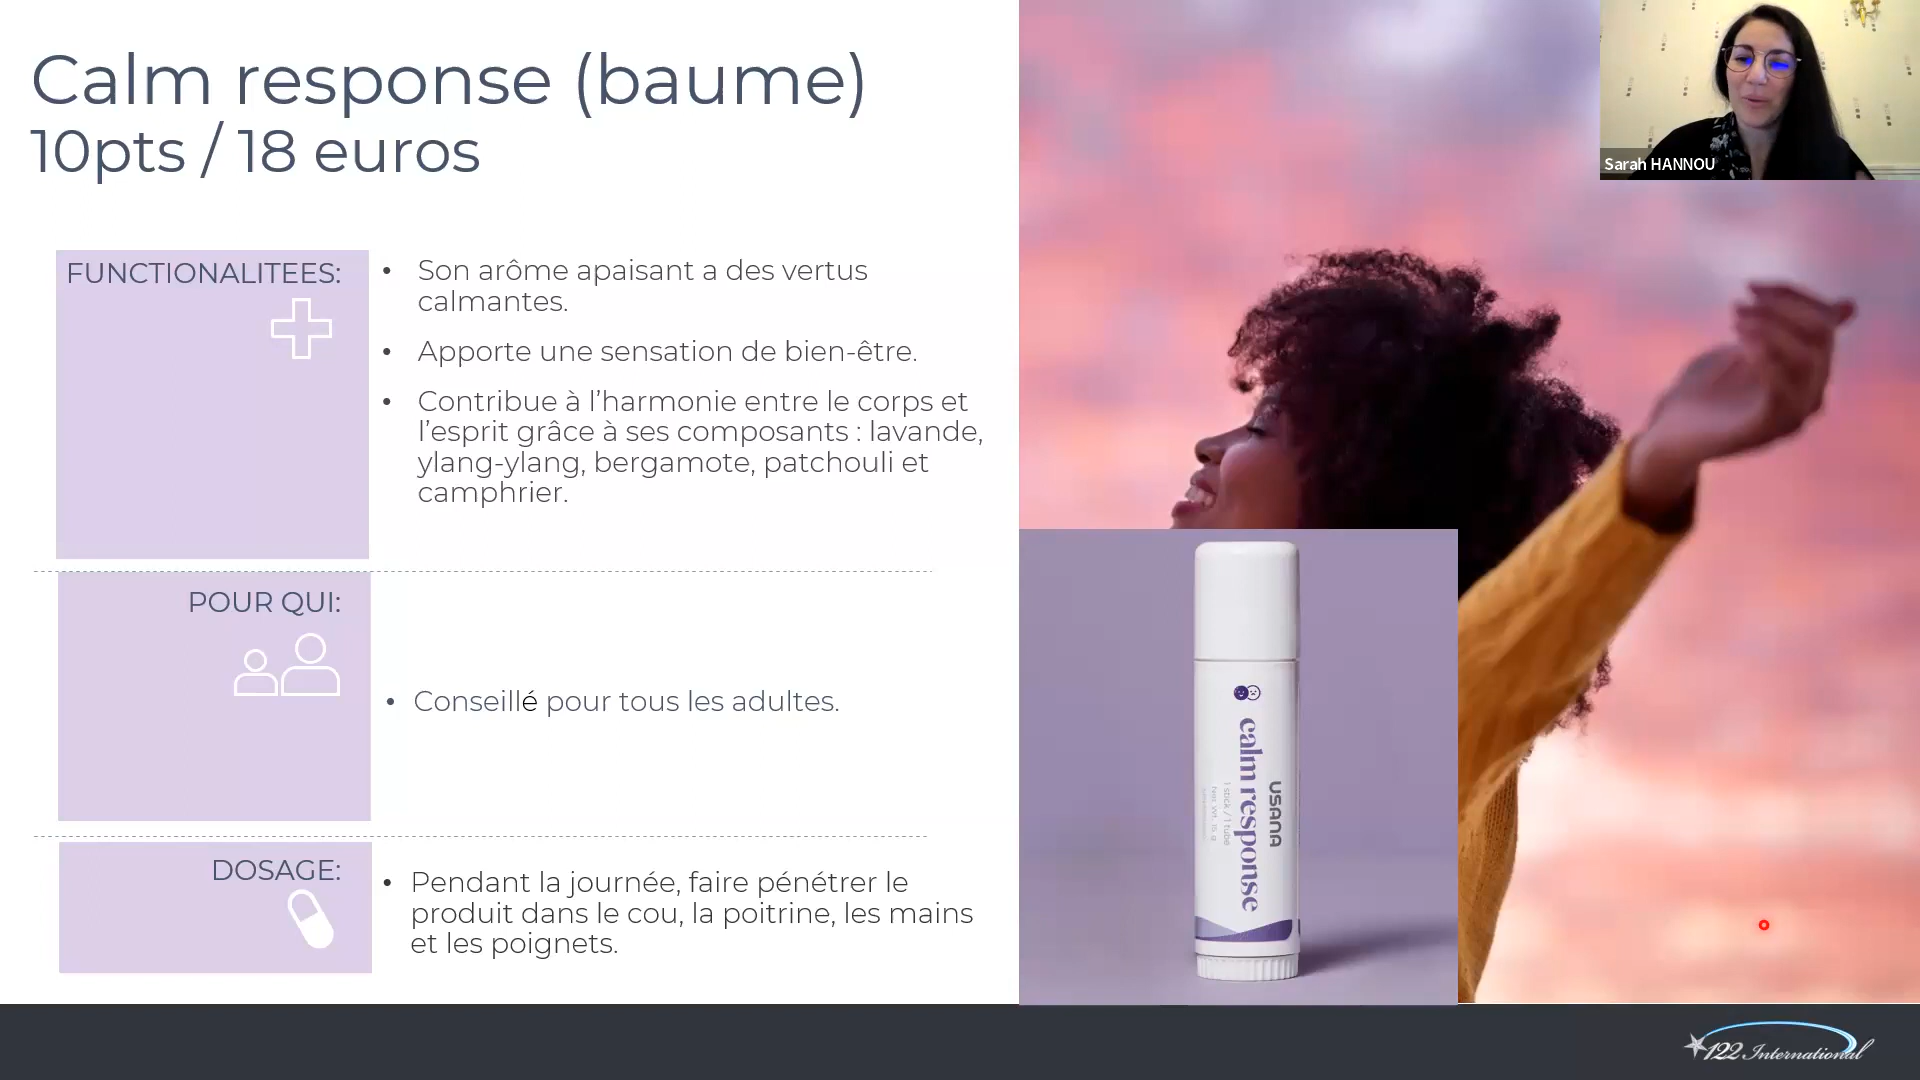 Calm response (baume)
10pts / 18 euros
Sarah HANNOU
FUNCTIONALITEES:
• Son arôme apaisant a des vertus
calmantes.
• Apporte une sensation de bien-être.
• Contribue à l’harmonie entre le corps et
l’esprit grâce à ses composants : lavande,
ylang-ylang, bergamote, patchouli et
camphrier.
POUR QUI:
• Conseillé pour tous les adultes.
DOSAGE:
• Pendant la journée, faire pénétrer le
produit dans le cou, la poitrine, les mains
et les poignets.
USANA
calm response
1 stick / 1 tube
122 International